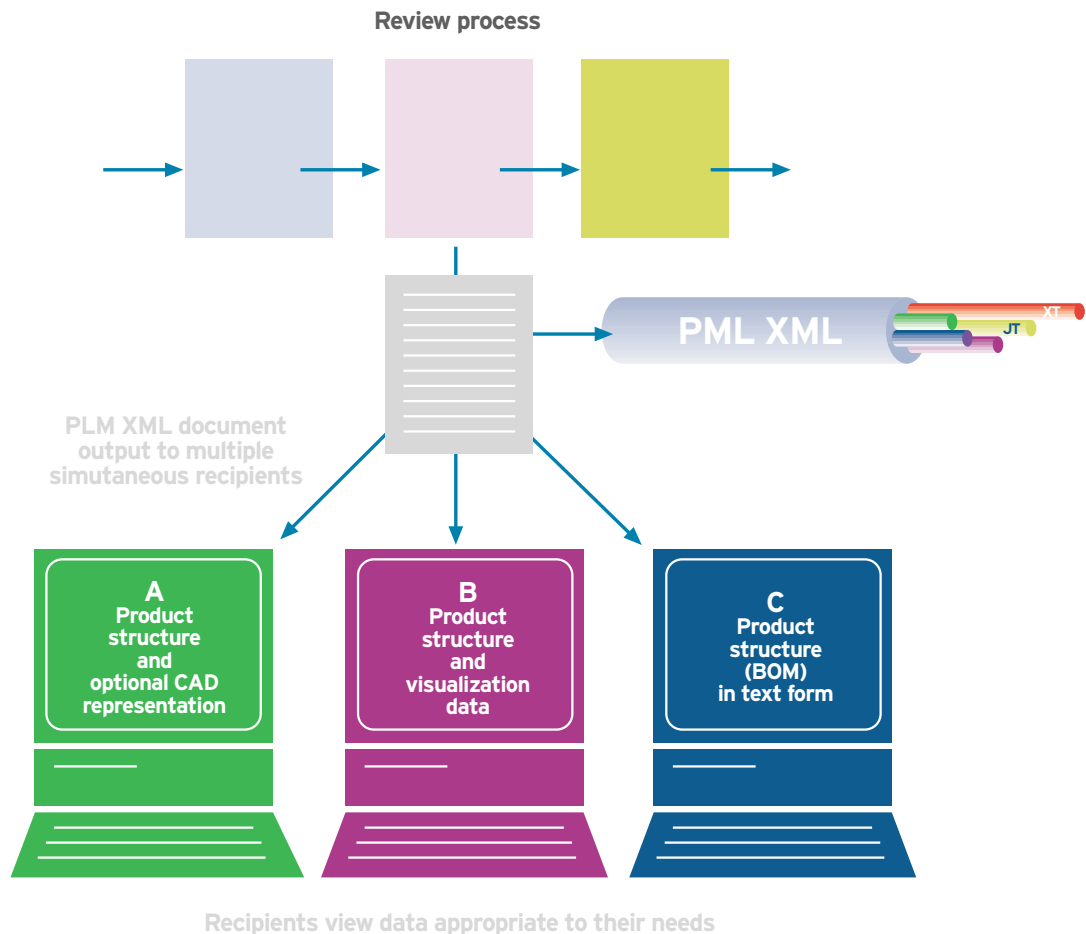 Review process
PML XML
XT
JT
PLM XML document
output to multiple
simutaneous recipients
A
Product
structure
and
optional CAD
representation
B
Product
structure
and
visualization
data
C
Product
structure
(BOM)
in text form
Recipients view data appropriate to their needs